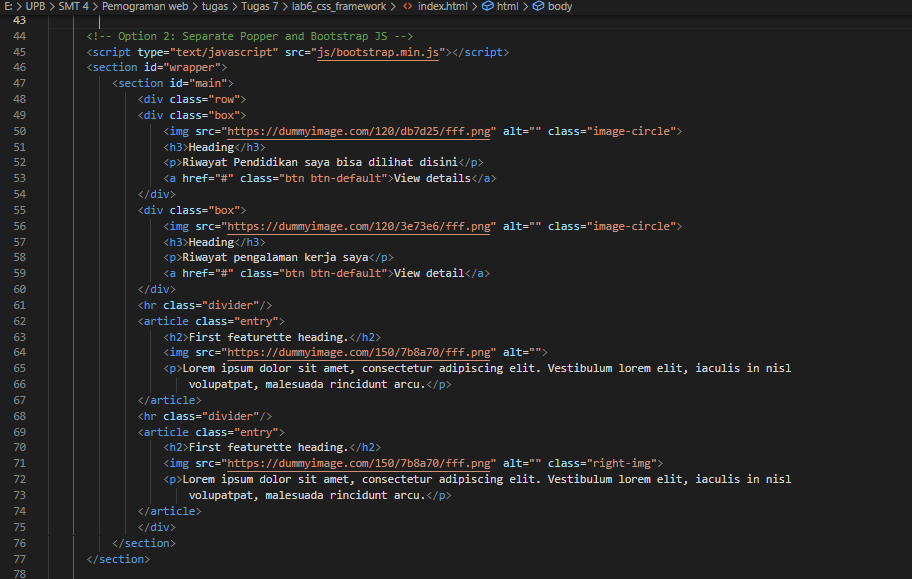 E: > UPB > SMT 4 > Pemograman web > tugas > Tugas 7 > lab6_css_framework > <> index.html > html > body
43
44 <!-- Option 2: Separate Popper and Bootstrap JS -->
45 <script type="text/javascript" src="js/bootstrap.min.js"></script>
46 <section id="wrapper">
47 <section id="main">
48 <div class="row">
49 <div class="box">
50 <img src="https://dummyimage.com/120/db7d25/fff.png" alt="" class="image-circle">
51 <h3>Heading</h3>
52 <p>Riwayat Pendidikan saya bisa dilihat disini</p>
53 <a href="#" class="btn btn-default">View details</a>
54 </div>
55 <div class="box">
56 <img src="https://dummyimage.com/120/3e73e6/fff.png" alt="" class="image-circle">
57 <h3>Heading</h3>
58 <p>Riwayat pengalaman kerja saya</p>
59 <a href="#" class="btn btn-default">View detail</a>
60 </div>
61 <hr class="divider"/>
62 <article class="entry">
63 <h2>First featurette heading.</h2>
64 <img src="https://dummyimage.com/150/7b8a70/fff.png" alt="">
65 <p>Lorem ipsum dolor sit amet, consectetur adipiscing elit. Vestibulum lorem elit, iaculis in nisl
66 volupatpat, malesuada rincidunt arcu.</p>
67 </article>
68 <hr class="divider"/>
69 <article class="entry">
70 <h2>First featurette heading.</h2>
71 <img src="https://dummyimage.com/150/7b8a70/fff.png" alt="" class="right-img">
72 <p>Lorem ipsum dolor sit amet, consectetur adipiscing elit. Vestibulum lorem elit, iaculis in nisl
73 volupatpat, malesuada rincidunt arcu.</p>
74 </article>
75 </div>
76 </section>
77 </section>
78